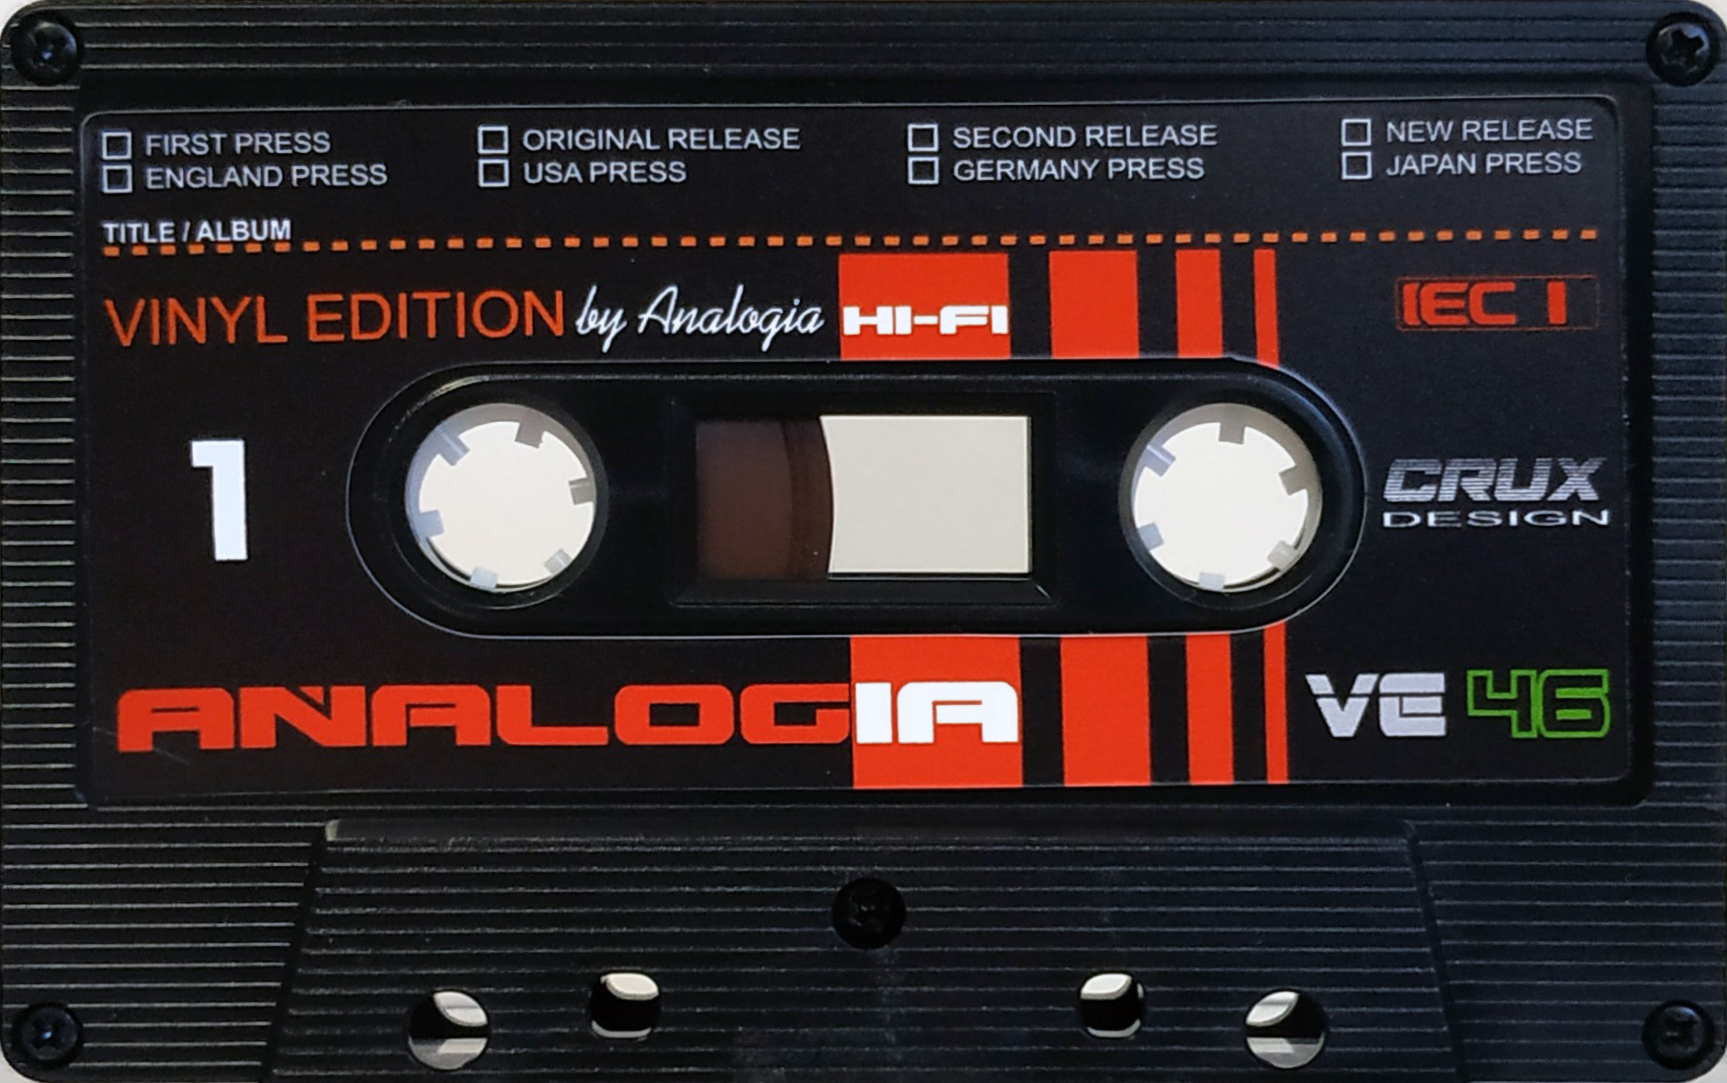 FIRST PRESS ORIGINAL RELEASE SECOND RELEASE NEW RELEASE
ENGLAND PRESS USA PRESS GERMANY PRESS JAPAN PRESS
TITLE / ALBUM
VINYL EDITION by Analogia HI-FI IEC I
1
CRUX
DESIGN
ANALOGIA VE 46